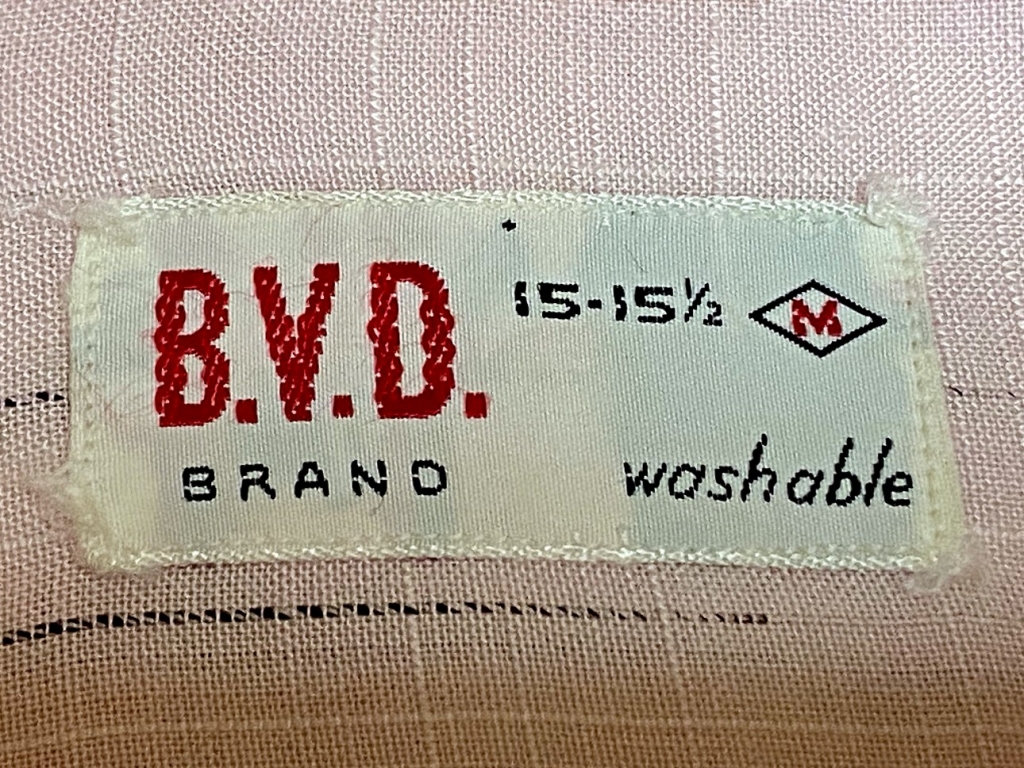 B.V.D. 15-15½ M
BRAND washable